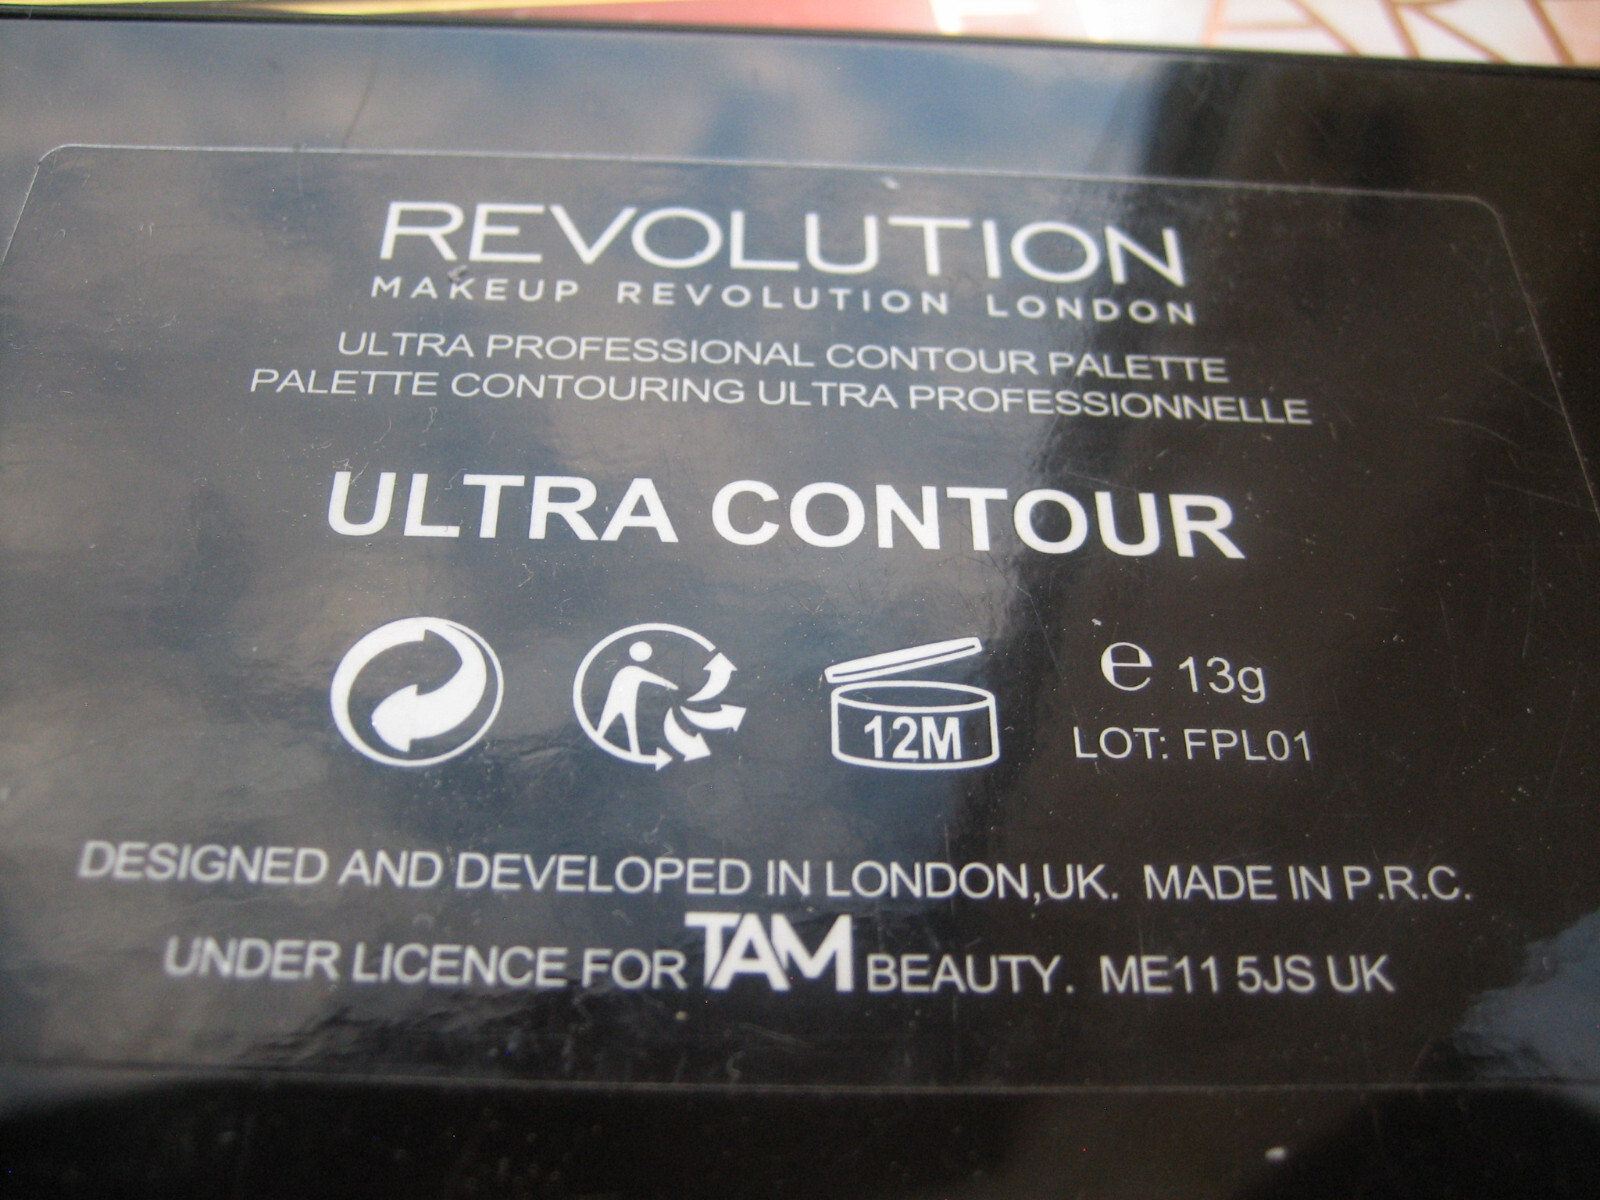 REVOLUTION
MAKEUP REVOLUTION LONDON
ULTRA PROFESSIONAL CONTOUR PALETTE
PALETTE CONTOURING ULTRA PROFESSIONNELLE
ULTRA CONTOUR
12M
e 13g
LOT: FPL01
DESIGNED AND DEVELOPED IN LONDON,UK. MADE IN P.R.C.
UNDER LICENCE FOR TAM BEAUTY. ME11 5JS UK